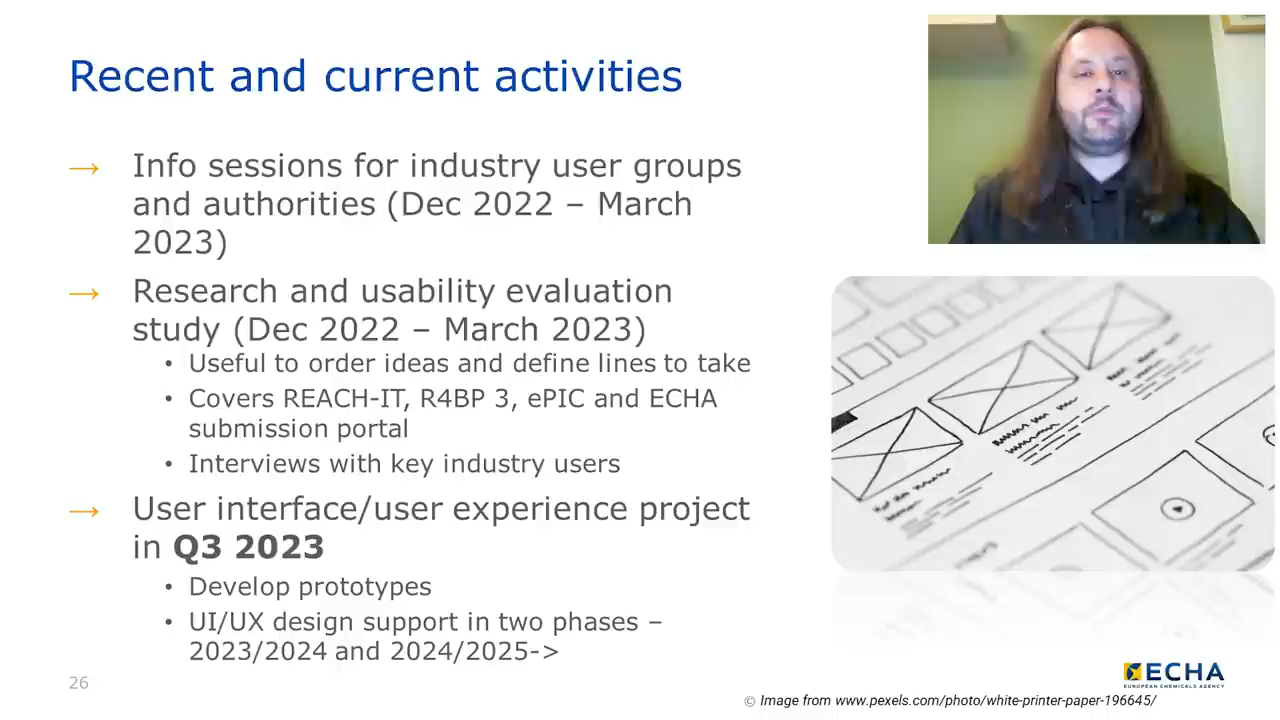 Recent and current activities
→ Info sessions for industry user groups
and authorities (Dec 2022 – March
2023)
→ Research and usability evaluation
study (Dec 2022 – March 2023)
• Useful to order ideas and define lines to take
• Covers REACH-IT, R4BP 3, ePIC and ECHA
submission portal
• Interviews with key industry users
→ User interface/user experience project
in Q3 2023
• Develop prototypes
• UI/UX design support in two phases –
2023/2024 and 2024/2025->
26
ECHA
EUROPEAN CHEMICALS AGENCY
© Image from www.pexels.com/photo/white-printer-paper-196645/